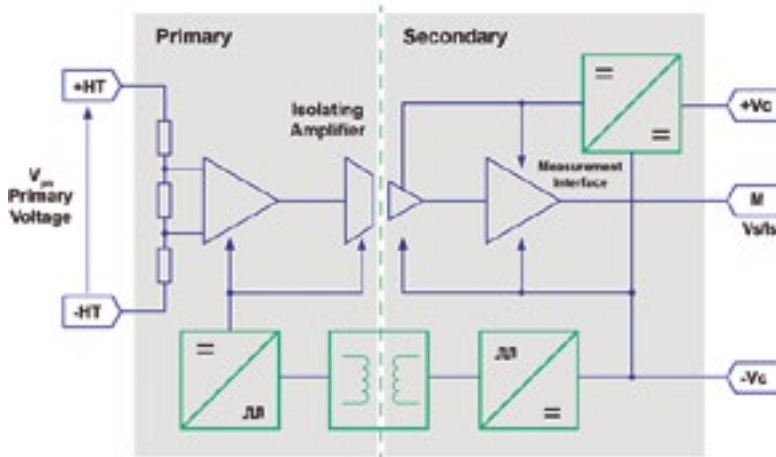 Primary
Secondary
+HT
Isolating
Amplifier
+Vc
Measurement
Interface
Primary
Voltage
M
Vs/Is
-HT
-Vc